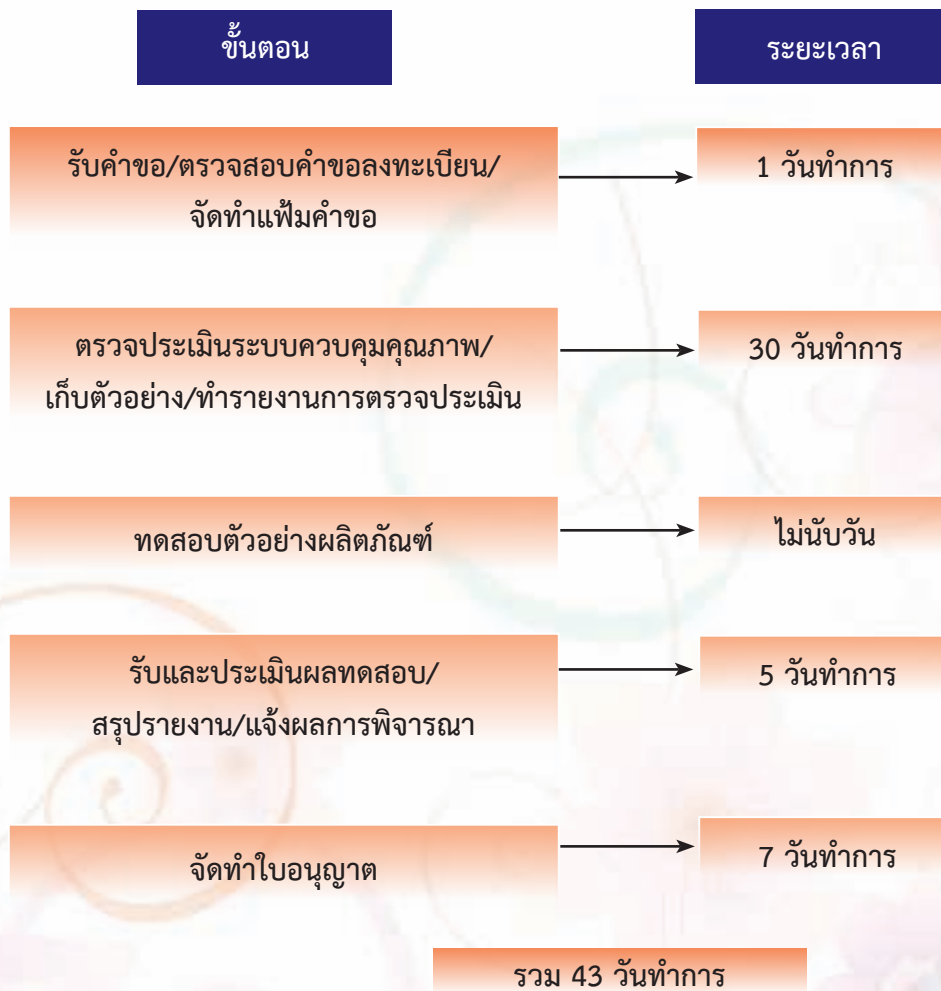 ขั้นตอน
ระยะเวลา
รับคำขอ/ตรวจสอบคำขอลงทะเบียน/
จัดทำแฟ้มคำขอ
1 วันทำการ
ตรวจประเมินระบบควบคุมคุณภาพ/
เก็บตัวอย่าง/ทำรายงานการตรวจประเมิน
30 วันทำการ
ทดสอบตัวอย่างผลิตภัณฑ์
ไม่นับวัน
รับและประเมินผลทดสอบ/
สรุปรายงาน/แจ้งผลการพิจารณา
5 วันทำการ
จัดทำใบอนุญาต
7 วันทำการ
รวม 43 วันทำการ